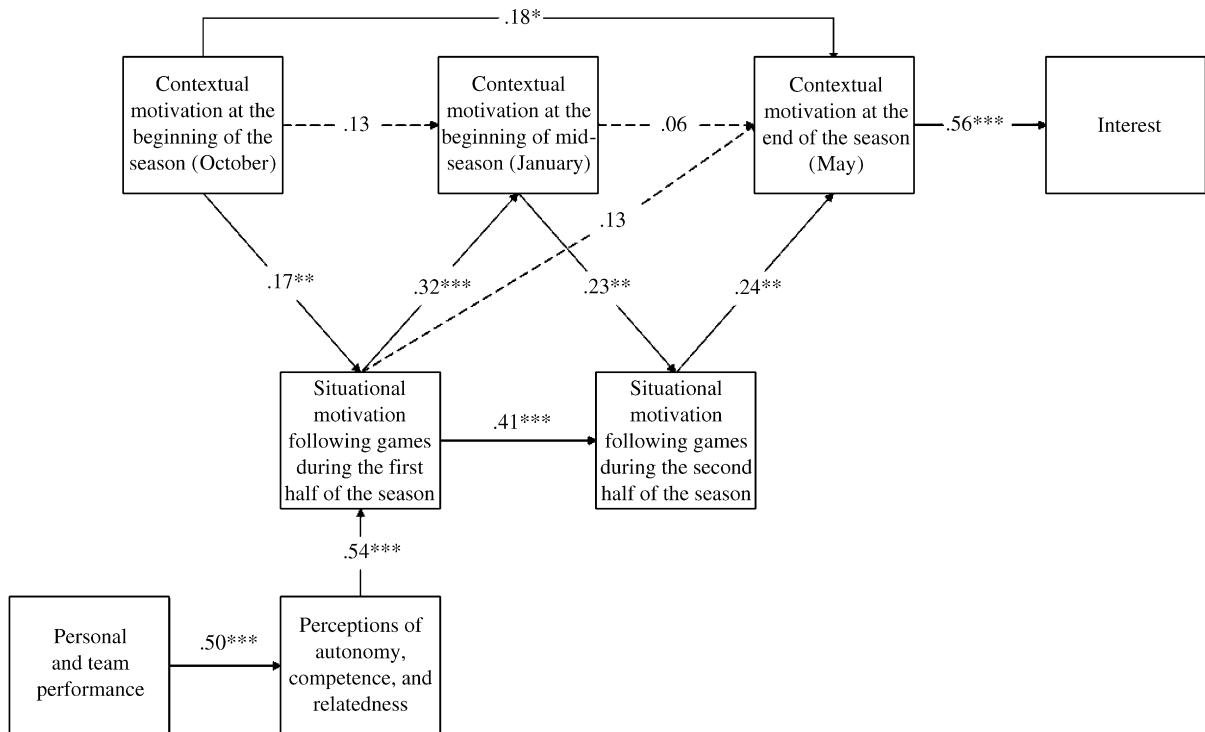 .18*
Contextual
motivation at the
beginning of the
season (October)
.13
Contextual
motivation at the
beginning of mid-
season (January)
.06
Contextual
motivation at the
end of the season
(May)
.56***
Interest
.13
.17**
.32***
.23**
.24**
Situational
motivation
following games
during the first
half of the season
.41***
Situational
motivation
following games
during the second
half of the season
.54***
Personal
and team
performance
.50***
Perceptions of
autonomy,
competence, and
relatedness